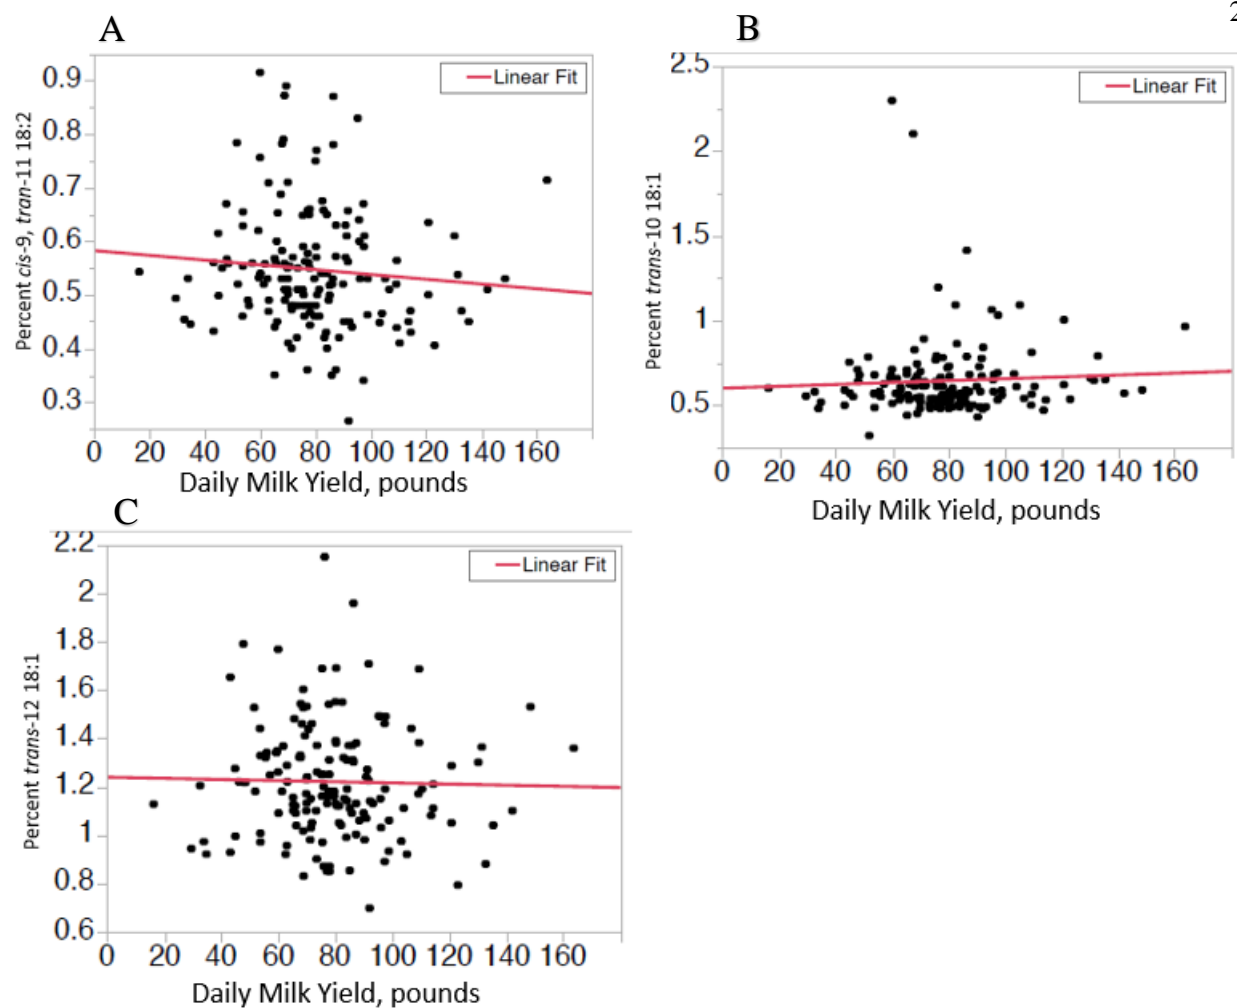 A
Linear Fit
0.9
0.8
0.7
0.6
0.5
0.4
0.3
Percent cis-9, tran-11 18:2
0 20 40 60 80 100 120 140 160
Daily Milk Yield, pounds
B
2
Linear Fit
2.5
2
1.5
1
0.5
Percent trans-10 18:1
0 20 40 60 80 100 120 140 160
Daily Milk Yield, pounds
C
Linear Fit
2.2
2
1.8
1.6
1.4
1.2
1
0.8
0.6
Percent trans-12 18:1
0 20 40 60 80 100 120 140 160
Daily Milk Yield, pounds